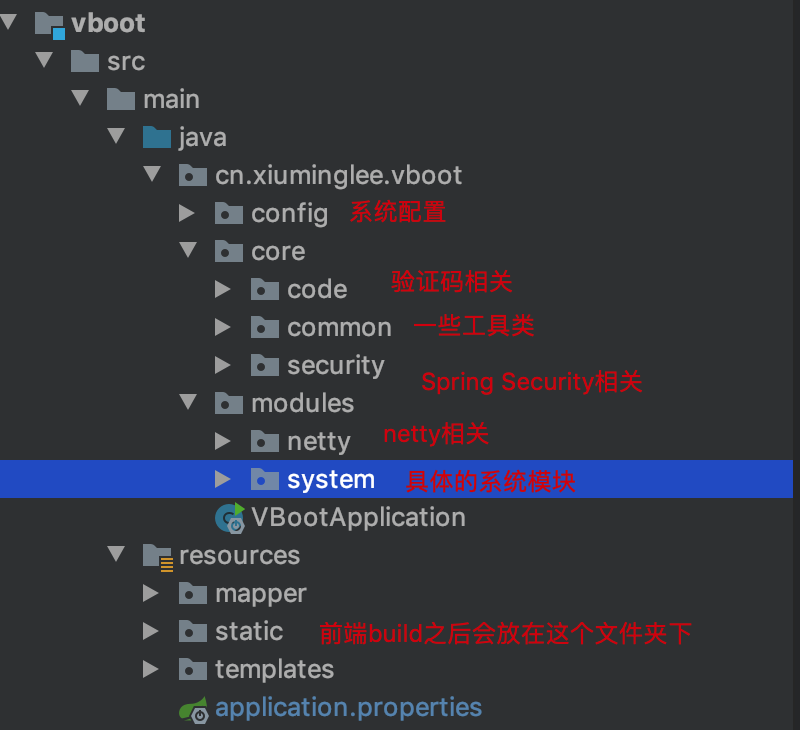 vboot
src
main
java
cn.xiuminglee.vboot
config 系统配置
core
code 验证码相关
common 一些工具类
security Spring Security相关
modules
netty netty相关
system 具体的系统模块
VBootApplication
resources
mapper
static 前端build之后会放在这个文件夹下
templates
application.properties